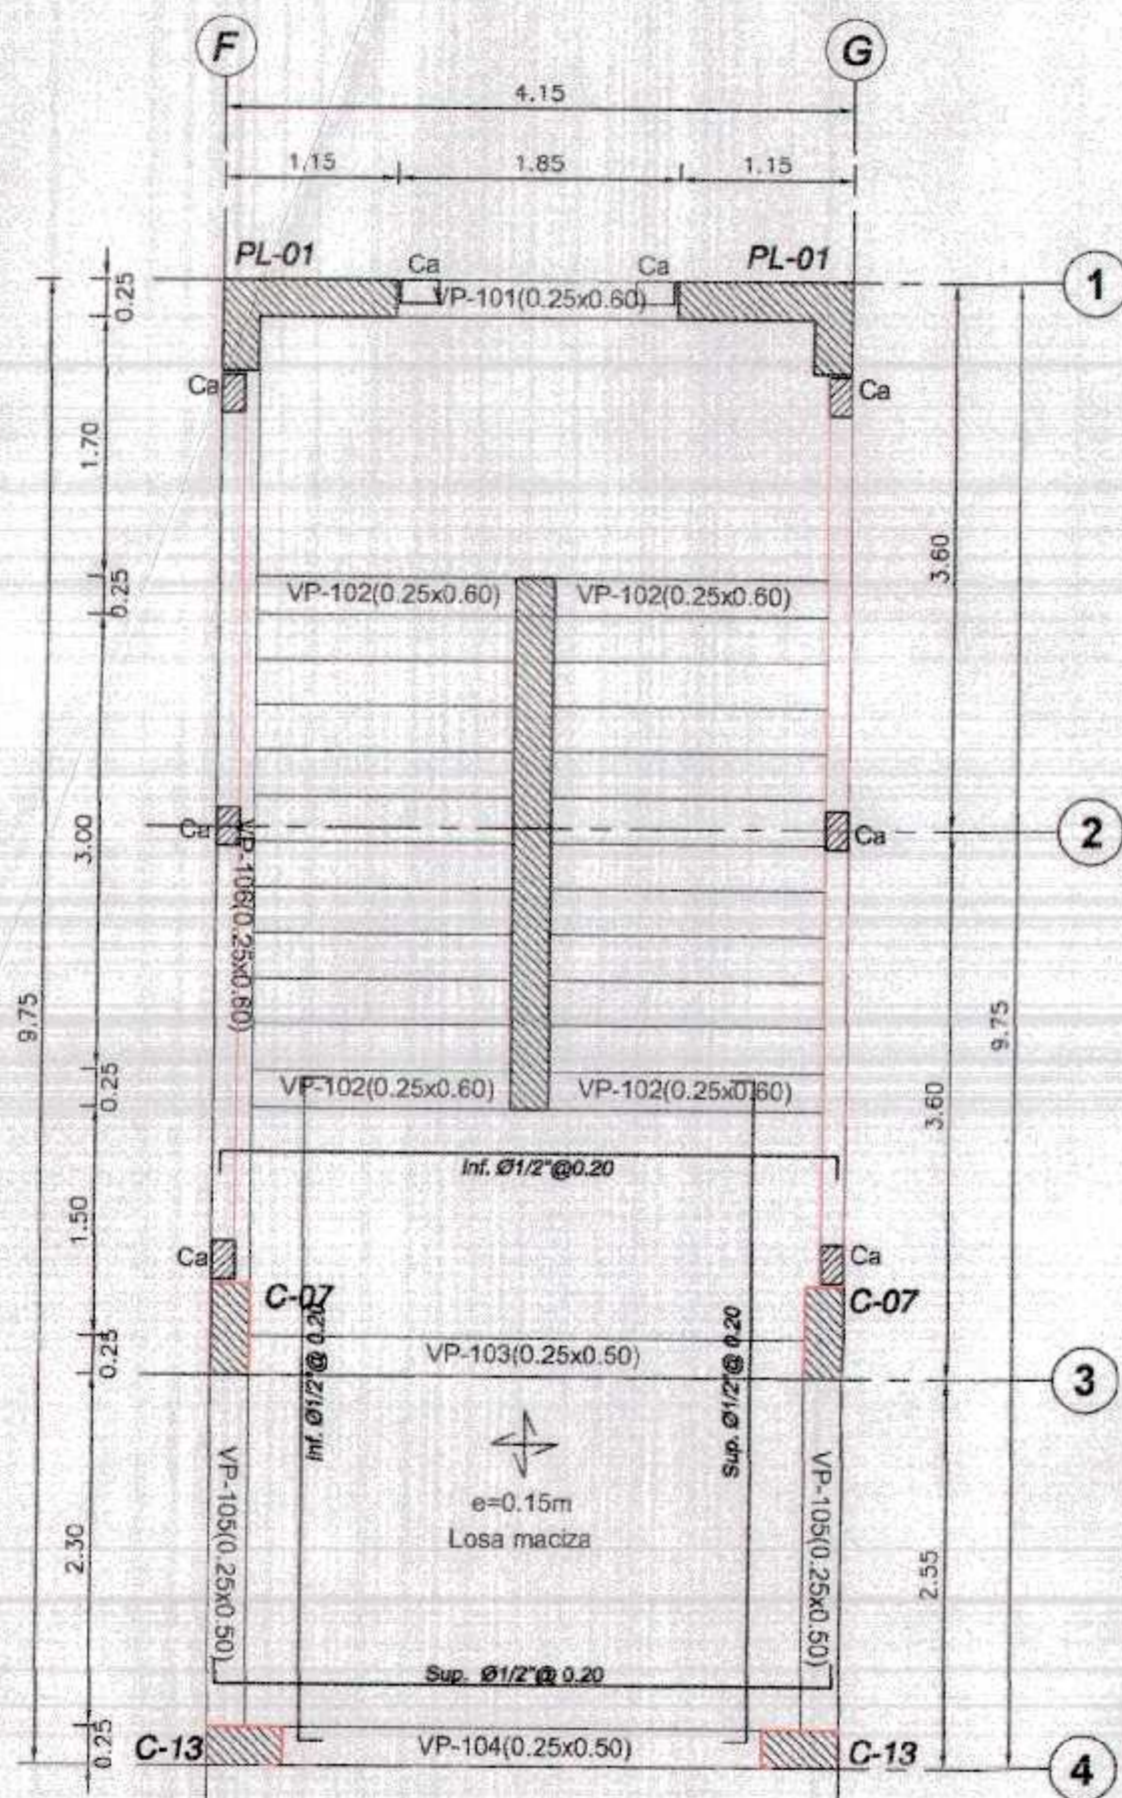 F
G
4.15
1.15
1.85
1.15
PL-01
Ca
Ca
PL-01
1
0.25
VP-101(0.25x0.60)
Ca
Ca
1.70
3.60
0.25
VP-102(0.25x0.60)
VP-102(0.25x0.60)
Ca
Ca
2
3.00
VP-106(0.25x0.60)
9.75
9.75
0.25
VP-102(0.25x0.60)
VP-102(0.25x0.60)
3.60
Inf. Ø1/2"@0.20
1.50
Ca
Ca
C-07
C-07
0.25
VP-103(0.25x0.50)
Inf. Ø1/2"@ 0.20
Sup. Ø1/2"@ 0.20
3
e=0.15m
Losa maciza
VP-105(0.25x0.50)
VP-105(0.25x0.50)
2.30
2.55
Sup. Ø1/2"@ 0.20
0.25
C-13
VP-104(0.25x0.50)
C-13
4